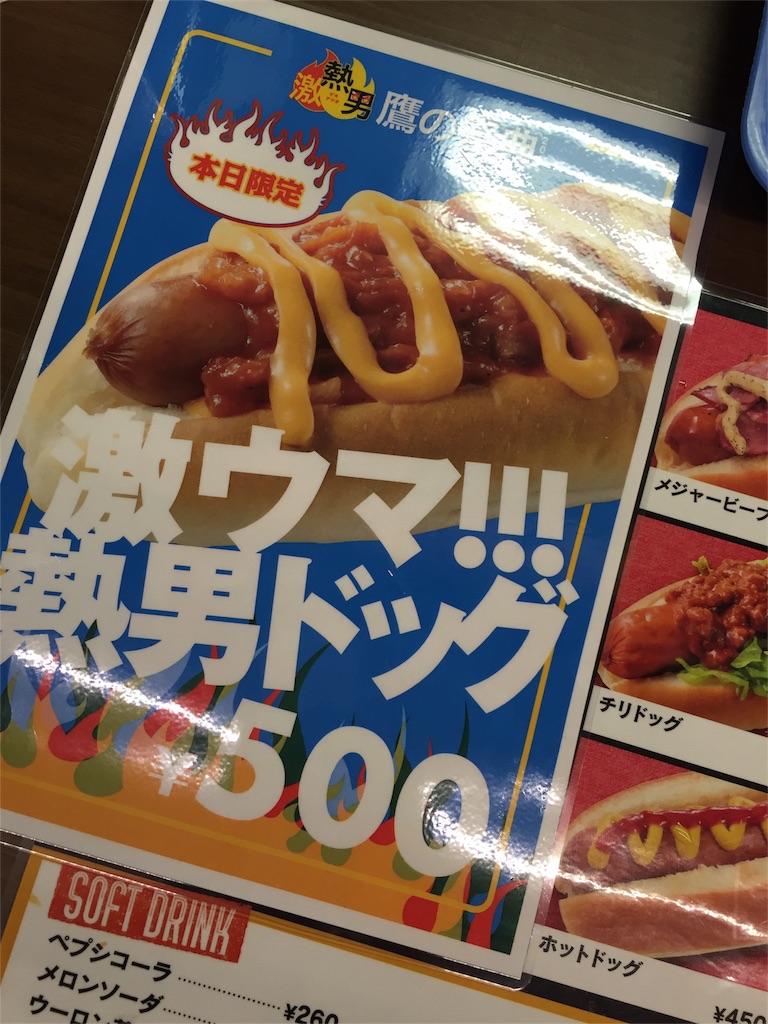 激熱男
鷹の祭典
本日限定
激ウマ!!!
熱男ドッグ
¥500
メジャービーフ
チリドッグ
ホットドッグ
¥450
SOFT DRINK
ペプシコーラ ¥260
メロンソーダ
ウーロン